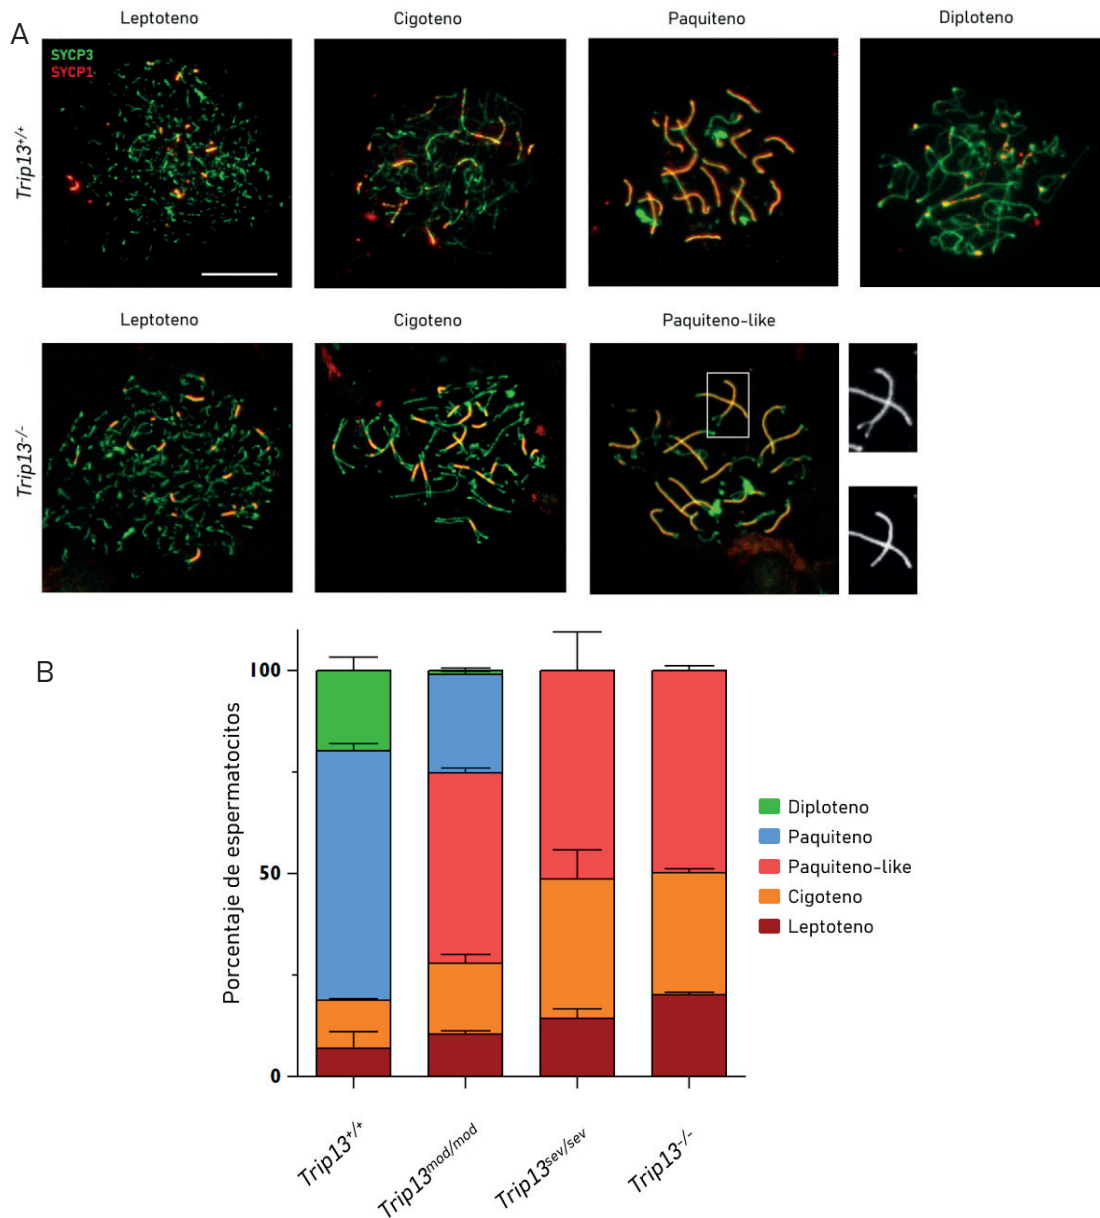 A
Leptoteno
Cigoteno
Paquiteno
Diploteno
SYCP3
SYCP1
Trip13+/+
Leptoteno
Cigoteno
Paquiteno-like
Trip13-/-
B
Porcentaje de espermatocitos
100
50
0
Diploteno
Paquiteno
Paquiteno-like
Cigoteno
Leptoteno
Trip13+/+
Trip13mod/mod
Trip13sev/sev
Trip13-/-